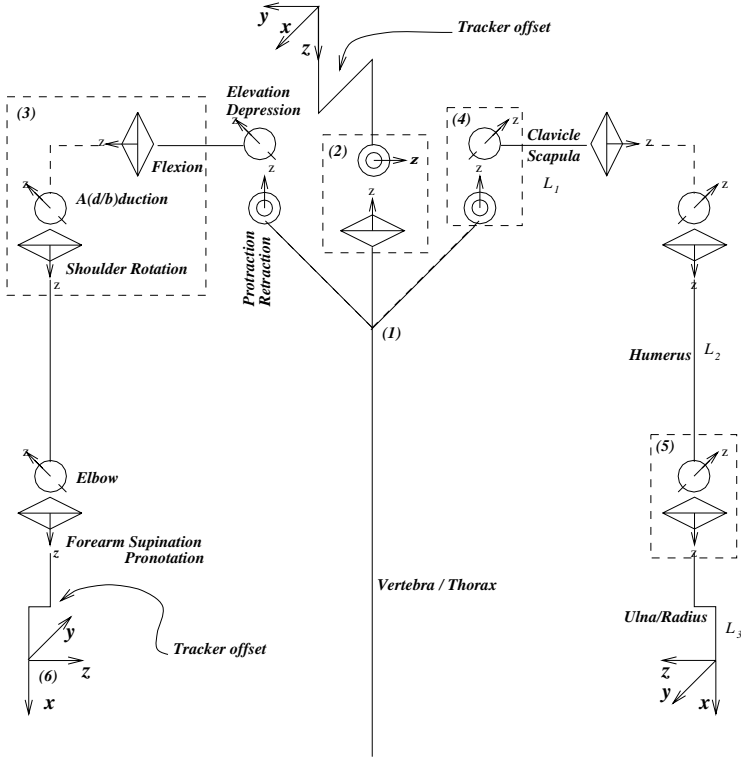 y
x
z
Tracker offset
(3)
Elevation
Depression
(2)
(4)
Clavicle
Scapula
L1
z
z
z
z
z
z
z
Flexion
z
A(d/b)duction
z
z
Shoulder Rotation
z
z
Protraction
Retraction
(1)
Humerus
L2
z
Elbow
(5)
z
Forearm Supination
Pronotation
z
z
Vertebra / Thorax
Ulna/Radius
L3
y
Tracker offset
(6)
z
x
z
y
x